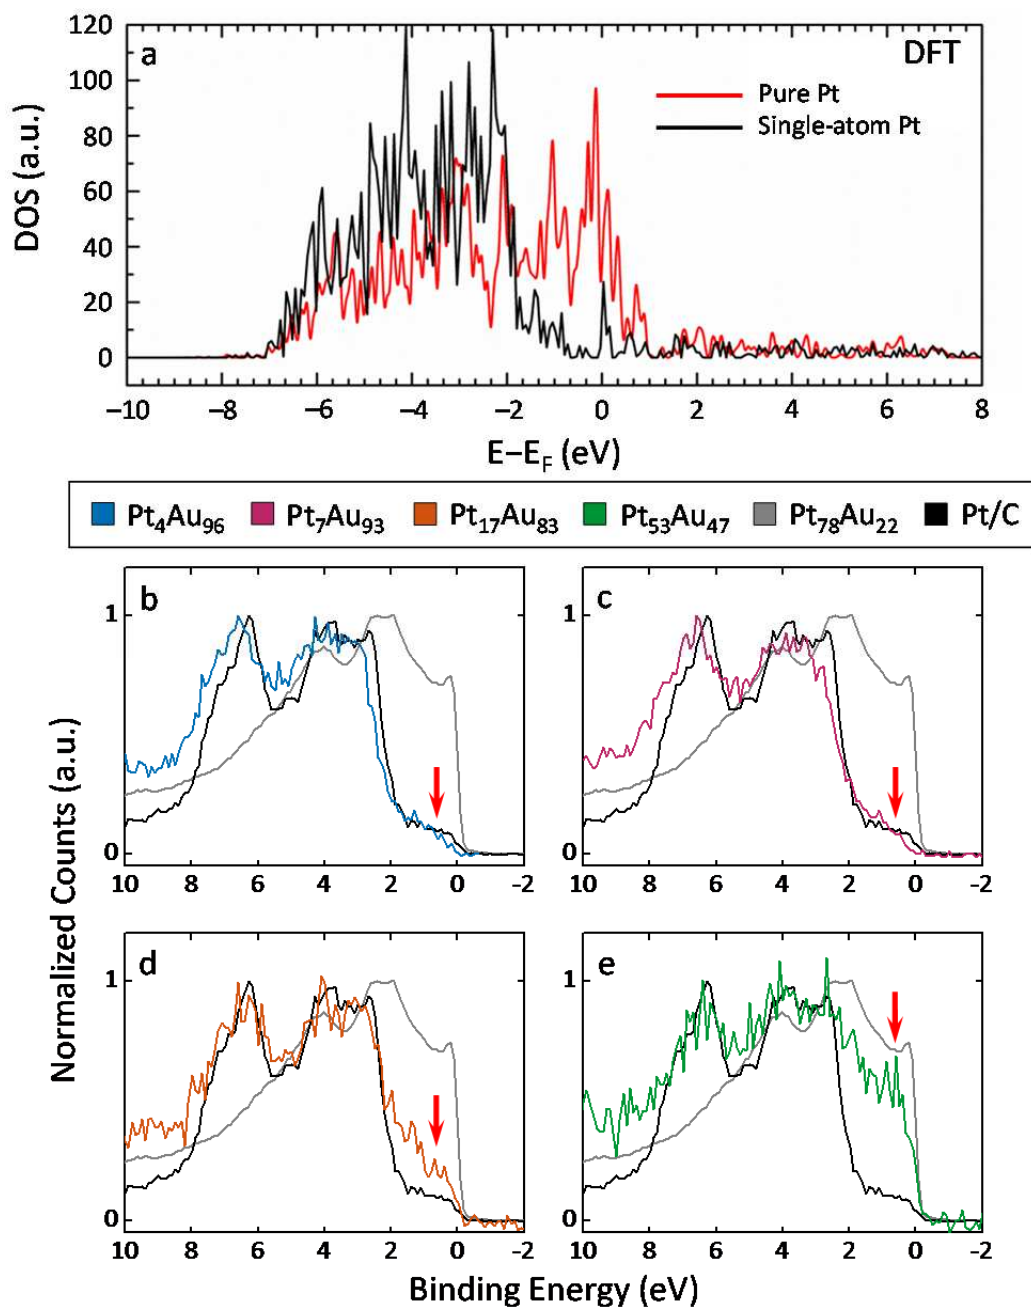 a
DFT
Pure Pt
Single-atom Pt
DOS (a.u.)
120
100
80
60
40
20
0
−10 −8 −6 −4 −2 0 2 4 6 8
E−E_F (eV)
Pt₄Au₉₆ Pt₇Au₉₃ Pt₁₇Au₈₃ Pt₅₃Au₄₇ Pt₇₈Au₂₂ Pt/C
b
1
0
10 8 6 4 2 0 -2
c
1
0
10 8 6 4 2 0 -2
Normalized Counts (a.u.)
d
1
0
10 8 6 4 2 0 -2
e
1
0
10 8 6 4 2 0 -2
Binding Energy (eV)